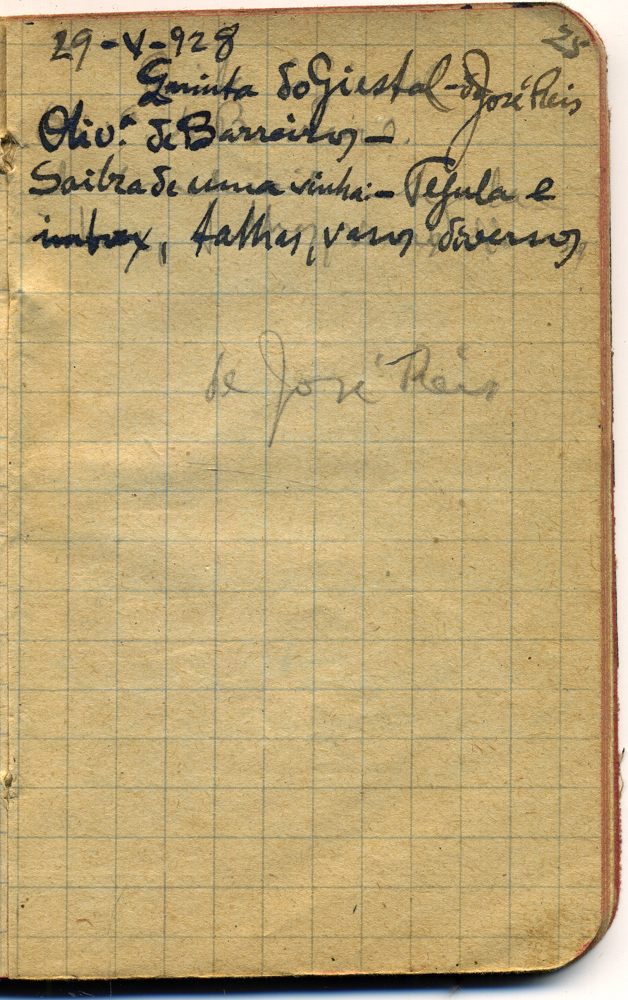 25
29-V-928
Quinta do Giestal - de José Reis
Oliv.ª de Barreiros -
Saibra de uma vinha: - Tegula e
imbrex, talhas, vasos diversos
de José Reis